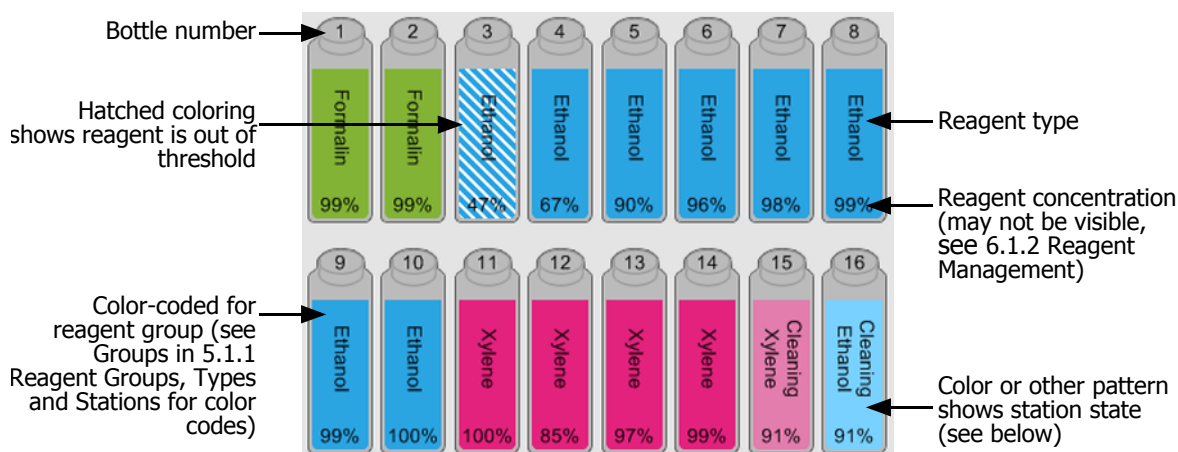 Bottle number
1 2 3 4 5 6 7 8
Hatched coloring
shows reagent is out of
threshold
Formalin
Formalin
Ethanol
Ethanol
Ethanol
Ethanol
Ethanol
Ethanol
99% 99% 47% 67% 90% 96% 98% 99%
Reagent type
Reagent concentration
(may not be visible,
see 6.1.2 Reagent
Management)
9 10 11 12 13 14 15 16
Color-coded for
reagent group (see
Groups in 5.1.1
Reagent Groups, Types
and Stations for color
codes)
Ethanol
Ethanol
Xylene
Xylene
Xylene
Xylene
Cleaning
Xylene
Cleaning
Ethanol
99% 100% 100% 85% 97% 99% 91% 91%
Color or other pattern
shows station state
(see below)